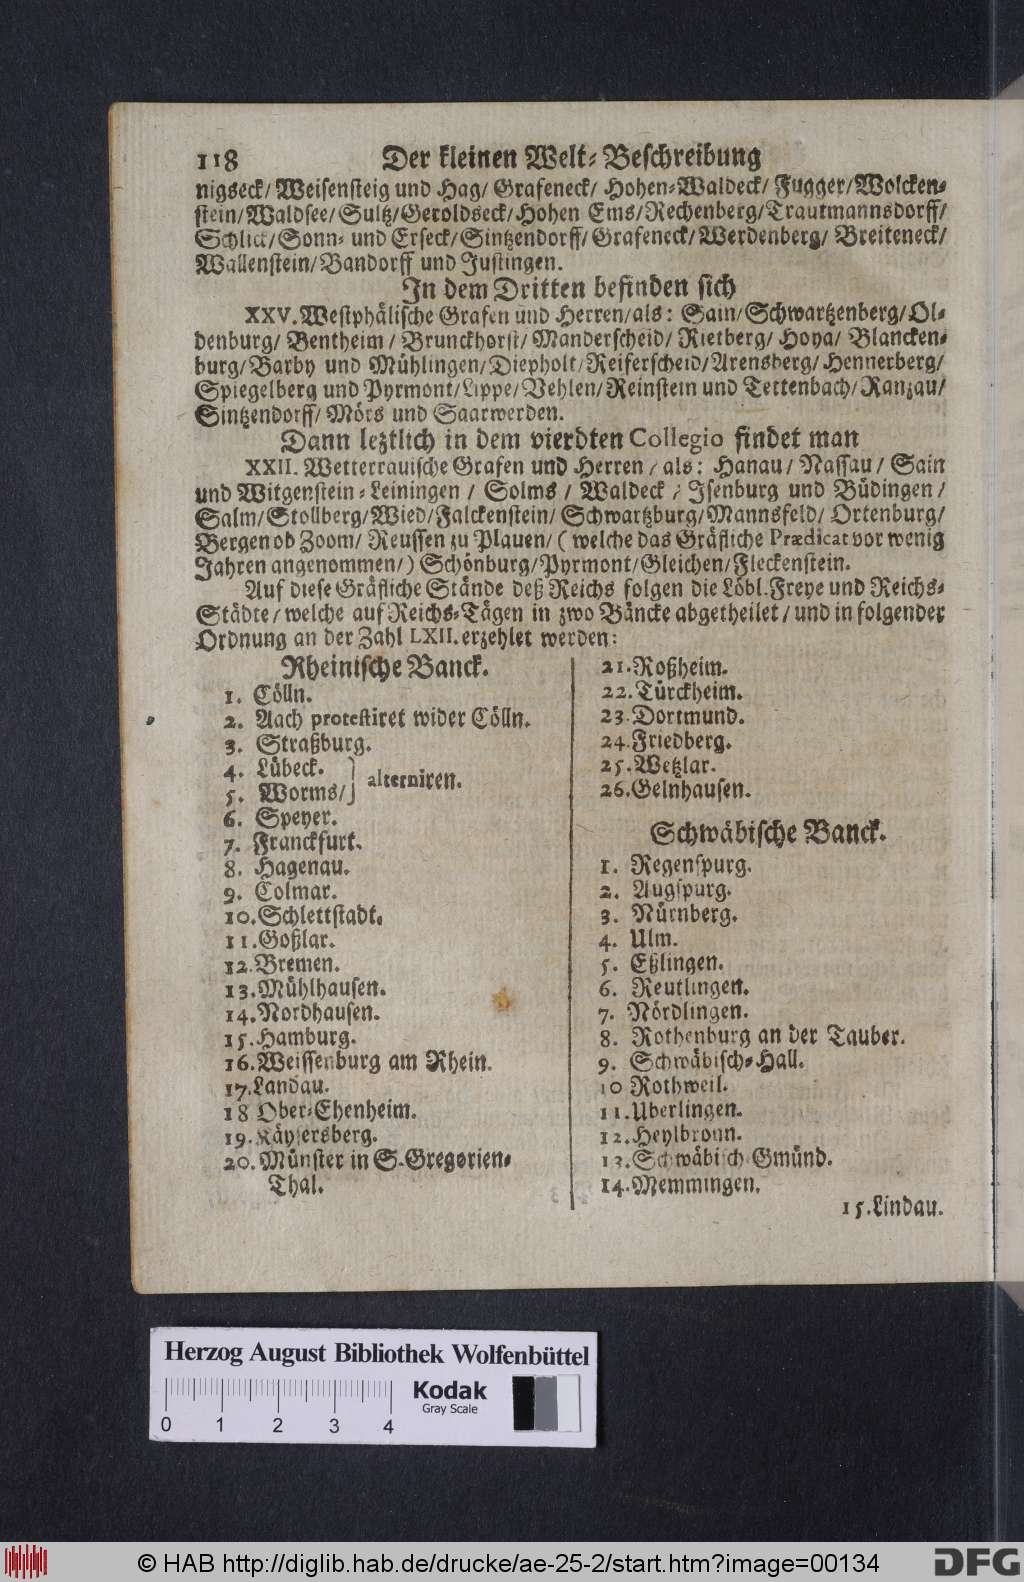 118 Der kleinen Welt-Beschreibung
nigseck/ Weisensteig und Hag/ Grafeneck/ Hohen-Waldeck/ Fugger/Wolcken-
stein/Waldsee/Sultz/Geroldseck/Hohen Ems/Rechenberg/Trautmannsdorff/
Schlick/Sonn- und Erseck/Sintzendorff/Grafeneck/Werdenberg/ Breiteneck/
Wallenstein/Bandorff und Justingen.
In dem Dritten befinden sich
XXV. Westphälische Grafen und Herren/als: Sain/Schwartzenberg/Ol-
denburg/ Bentheim/ Brunckhorst/ Manderscheid/ Rietberg/ Hoya/ Blancken-
burg/Barby und Mühlingen/Diepholt/Reiferscheid/Arensberg/Hennerberg/
Spiegelberg und Pyrmont/Lippe/Vehlen/Reinstein und Tettenbach/Ranzau/
Sintzendorff/ Mörs und Saarwerden.
Dann leztlich in dem vierdten Collegio findet man
XXII. Wetterrauische Grafen und Herren/ als: Hanau/ Nassau/ Sain
und Witgenstein-Leiningen/ Solms/ Waldeck/ Isenburg und Büdingen/
Salm/Stollberg/Wied/Falckenstein/ Schwartzburg/Mannsfeld/ Ortenburg/
Bergen ob Zoom/ Reussen zu Plauen/ (welche das Gräfliche Prædicat vor wenig
Jahren angenommen/) Schönburg/Pyrmont/Gleichen/Fleckenstein.
Auf diese Gräfliche Stände deß Reichs folgen die Löbl. Freye und Reichs-
Städte/ welche auf Reichs-Tägen in zwo Bäncke abgetheilet/ und in folgender
Ordnung an der Zahl LXII. erzehlet werden:
Rheinische Banck.
1. Cölln.
2. Aach protestiret wider Cölln.
3. Straßburg.
4. Lübeck. } alterniren.
5. Worms/
6. Speyer.
7. Franckfurt.
8. Hagenau.
9. Colmar.
10. Schlettstadt.
11. Goßlar.
12. Bremen.
13. Mühlhausen.
14. Nordhausen.
15. Hamburg.
16. Weissenburg am Rhein.
17. Landau.
18 Ober-Ehenheim.
19. Käysersberg.
20. Münster in S. Gregorien-
Thal.
21. Roßheim.
22. Türckheim.
23. Dortmund.
24. Friedberg.
25. Wetzlar.
26. Gelnhausen.
Schwäbische Banck.
1. Regenspurg.
2. Augspurg.
3. Nürnberg.
4. Ulm.
5. Eßlingen.
6. Reutlingen.
7. Nördlingen.
8. Rothenburg an der Tauber.
9. Schwäbisch-Hall.
10 Rothweil.
11. Uberlingen.
12. Heylbronn.
13. Schwäbisch Gmünd.
14. Memmingen.
15. Lindau.
Herzog August Bibliothek Wolfenbüttel
0 1 2 3 4
Kodak
Gray Scale
© HAB http://diglib.hab.de/drucke/ae-25-2/start.htm?image=00134
DFG